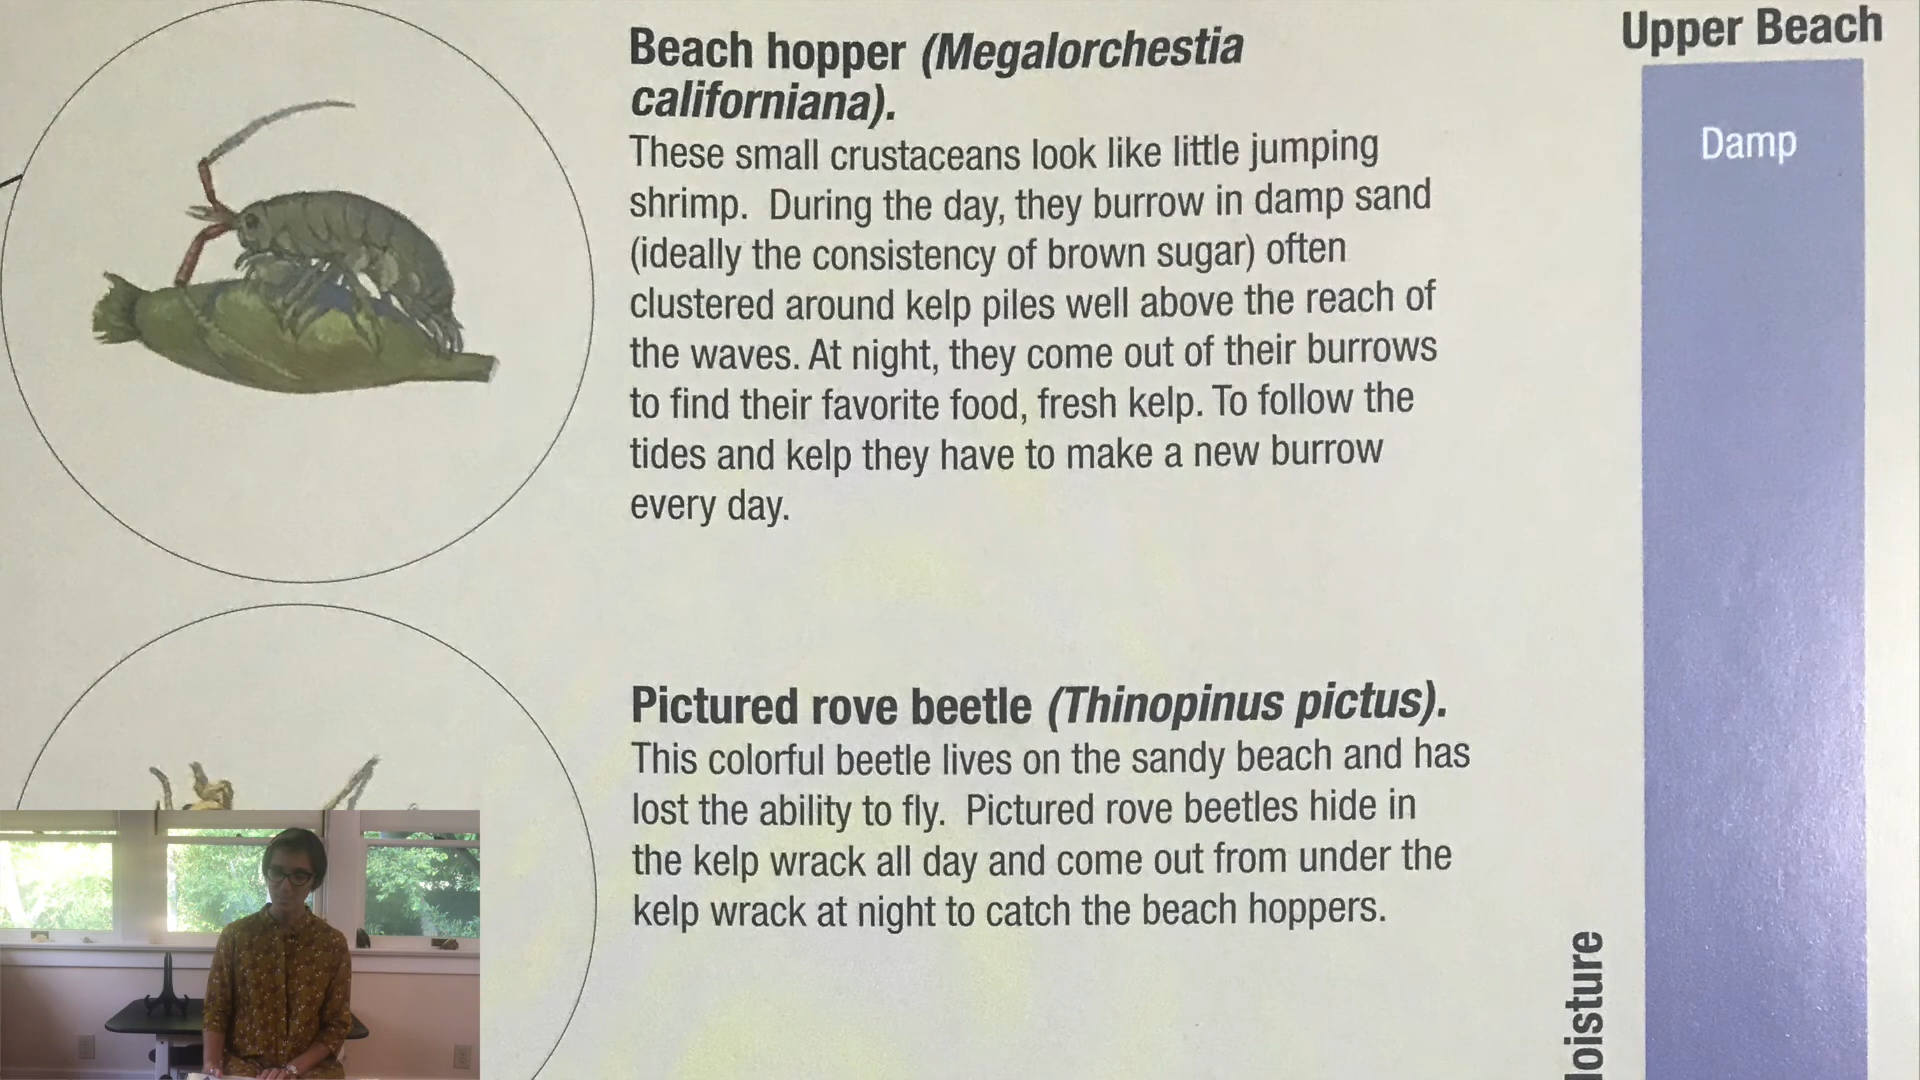 Beach hopper (Megalorchestia
californiana).
These small crustaceans look like little jumping
shrimp. During the day, they burrow in damp sand
(ideally the consistency of brown sugar) often
clustered around kelp piles well above the reach of
the waves. At night, they come out of their burrows
to find their favorite food, fresh kelp. To follow the
tides and kelp they have to make a new burrow
every day.
Pictured rove beetle (Thinopinus pictus).
This colorful beetle lives on the sandy beach and has
lost the ability to fly. Pictured rove beetles hide in
the kelp wrack all day and come out from under the
kelp wrack at night to catch the beach hoppers.
Upper Beach
Damp